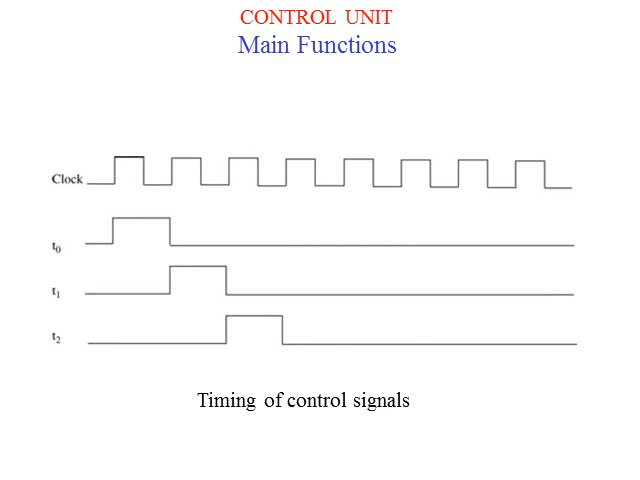 CONTROL UNIT
Main Functions
Clock
t0
t1
t2
Timing of control signals